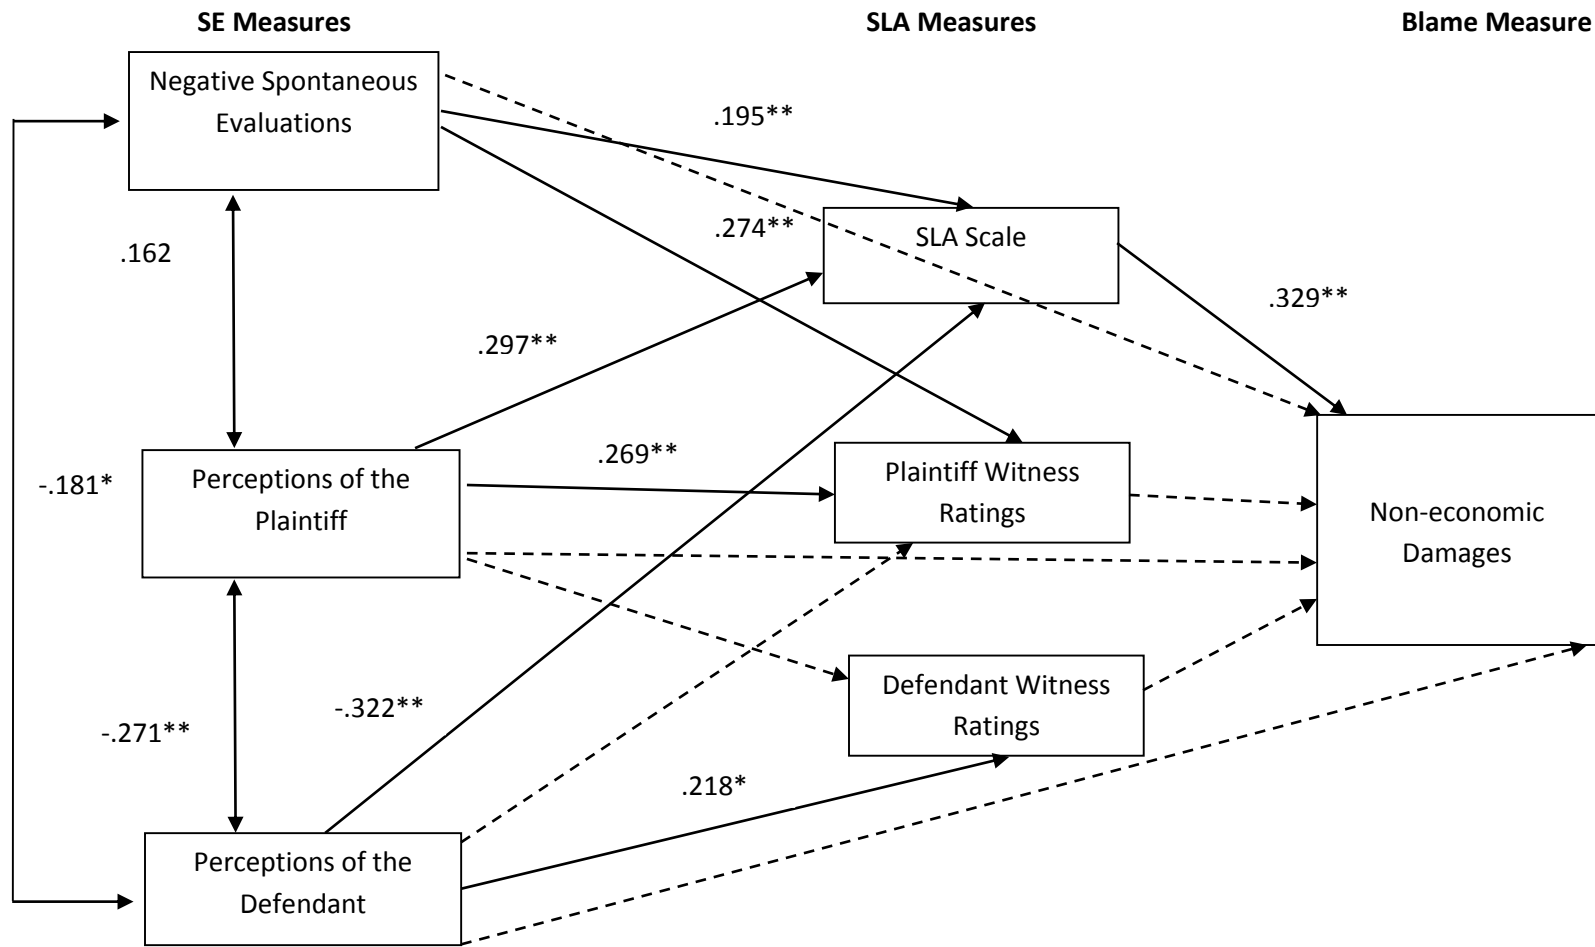 SE Measures
SLA Measures
Blame Measure
Negative Spontaneous
Evaluations
.195**
.274**
SLA Scale
.162
.329**
.297**
-.181*
Perceptions of the
Plaintiff
.269**
Plaintiff Witness
Ratings
Non-economic
Damages
-.271**
-.322**
Defendant Witness
Ratings
.218*
Perceptions of the
Defendant